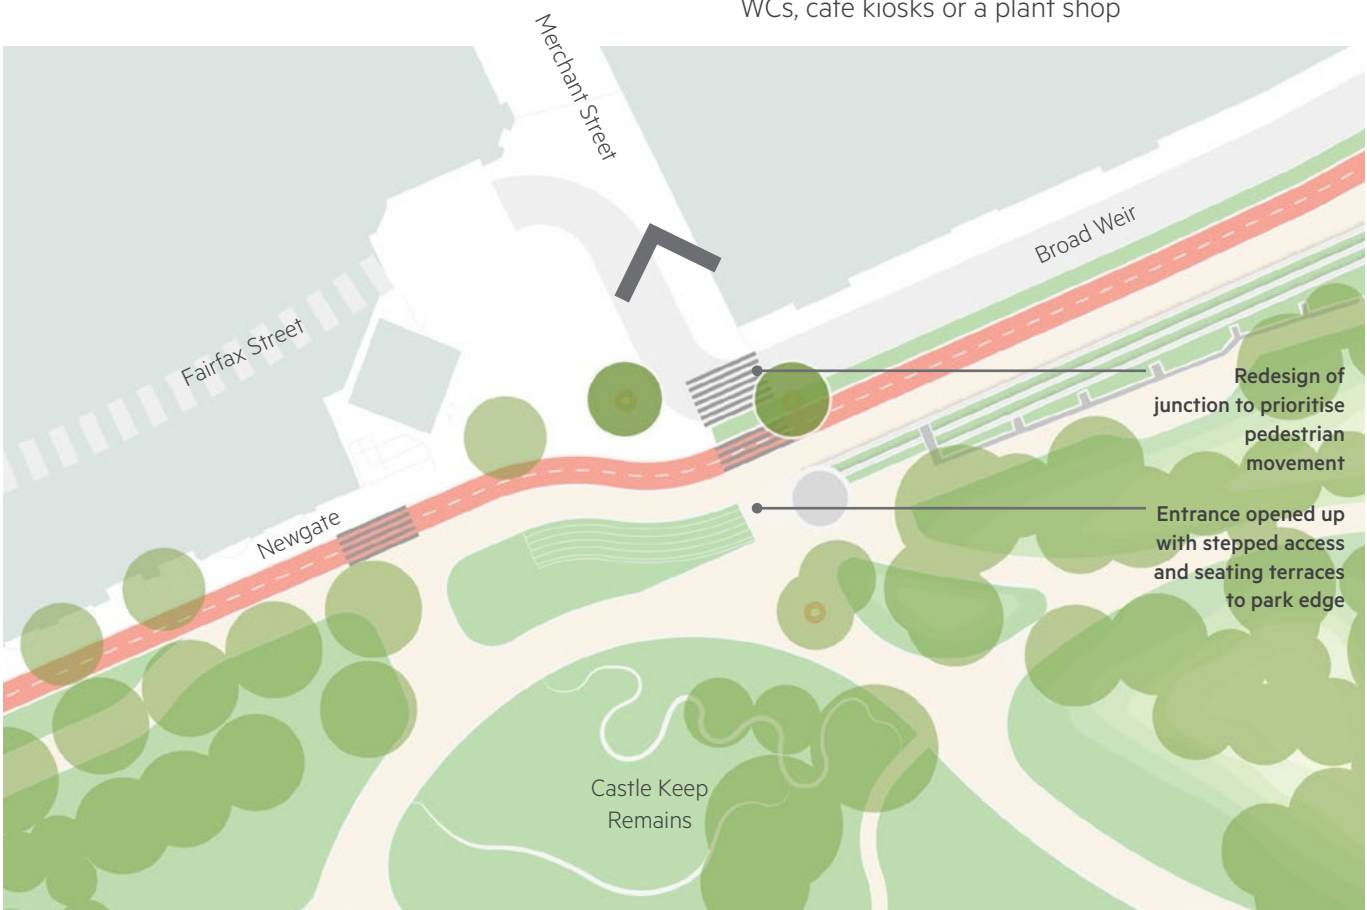 WCs, cafe kiosks or a plant shop
Merchant Street
Broad Weir
Fairfax Street
Redesign of
junction to prioritise
pedestrian
movement
Newgate
Entrance opened up
with stepped access
and seating terraces
to park edge
Castle Keep
Remains